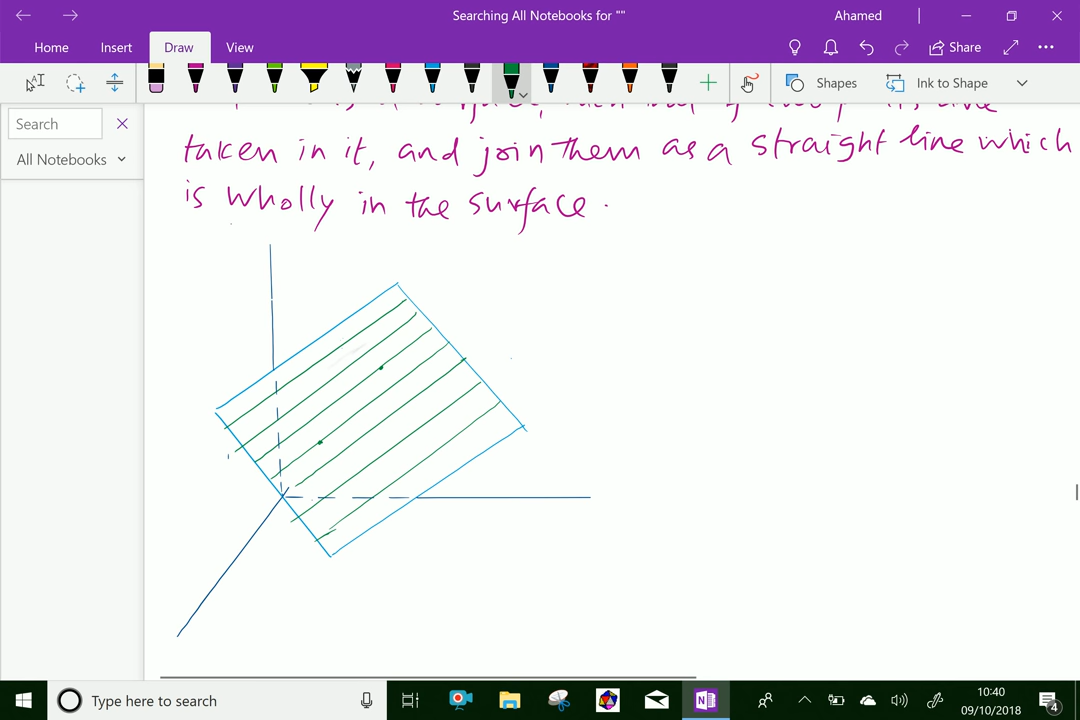 Searching All Notebooks for ""
Ahamed
Home Insert Draw View
Share
Shapes
Ink to Shape
Search
All Notebooks
taken in it, and join them as a straight line which
is wholly in the surface.
Type here to search
10:40
09/10/2018
4